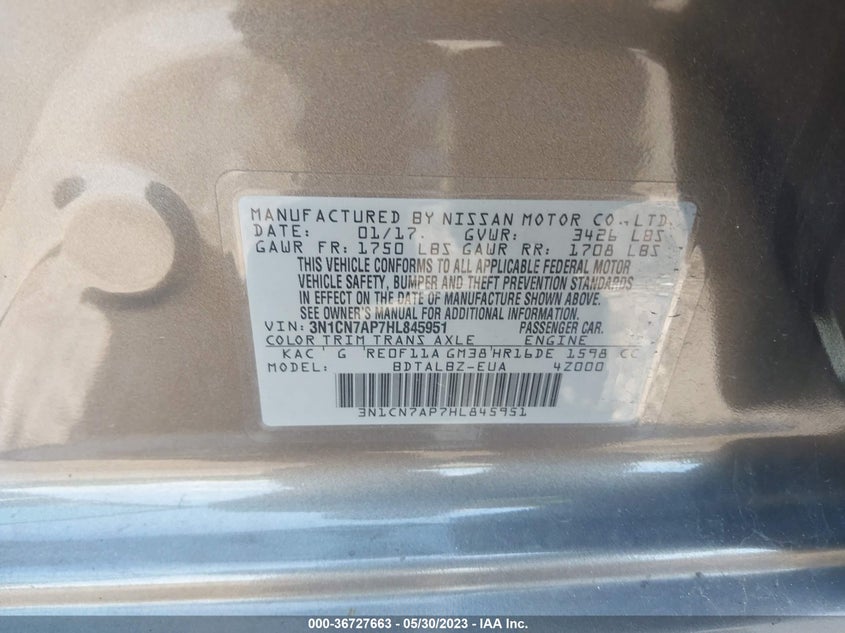 MANUFACTURED BY NISSAN MOTOR CO.,LTD.
DATE: 01/17. GVWR: 3426 LBS
GAWR FR: 1750 LBS GAWR RR: 1708 LBS
THIS VEHICLE CONFORMS TO ALL APPLICABLE FEDERAL MOTOR
VEHICLE SAFETY, BUMPER AND THEFT PREVENTION STANDARDS
IN EFFECT ON THE DATE OF MANUFACTURE SHOWN ABOVE.
SEE OWNER'S MANUAL FOR ADDITIONAL INFORMATION.
VIN: 3N1CN7AP7HL845951 PASSENGER CAR.
COLOR TRIM TRANS AXLE ENGINE
KAC G RE0F11A GM38 HR16DE 1598 CC
MODEL: BDTALBZ-EUA 4Z000
3N1CN7AP7HL845951
000-36727663 - 05/30/2023 - IAA Inc.